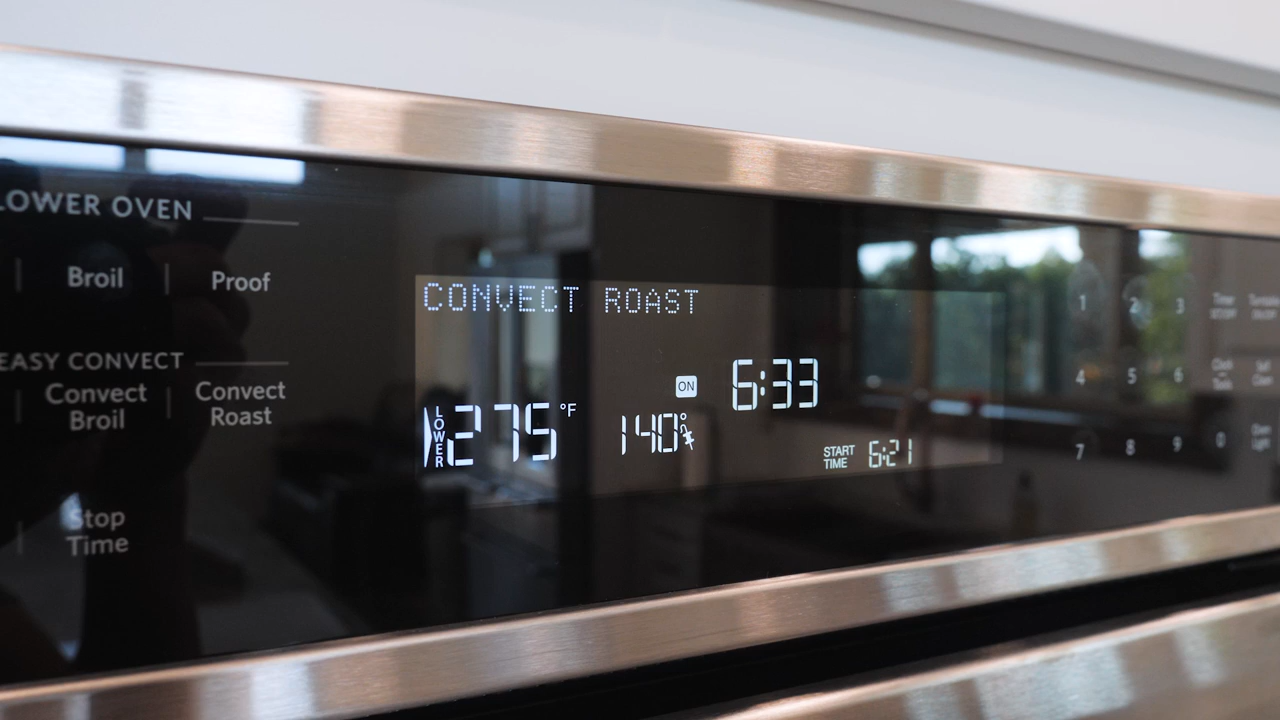 LOWER OVEN
Broil
Proof
EASY CONVECT
Convect
Broil
Convect
Roast
Stop
Time
CONVECT ROAST
ON
6:33
LOWER
275°F
140°
START
TIME
6:21
1 2 3
4 5 6
7 8 9 0